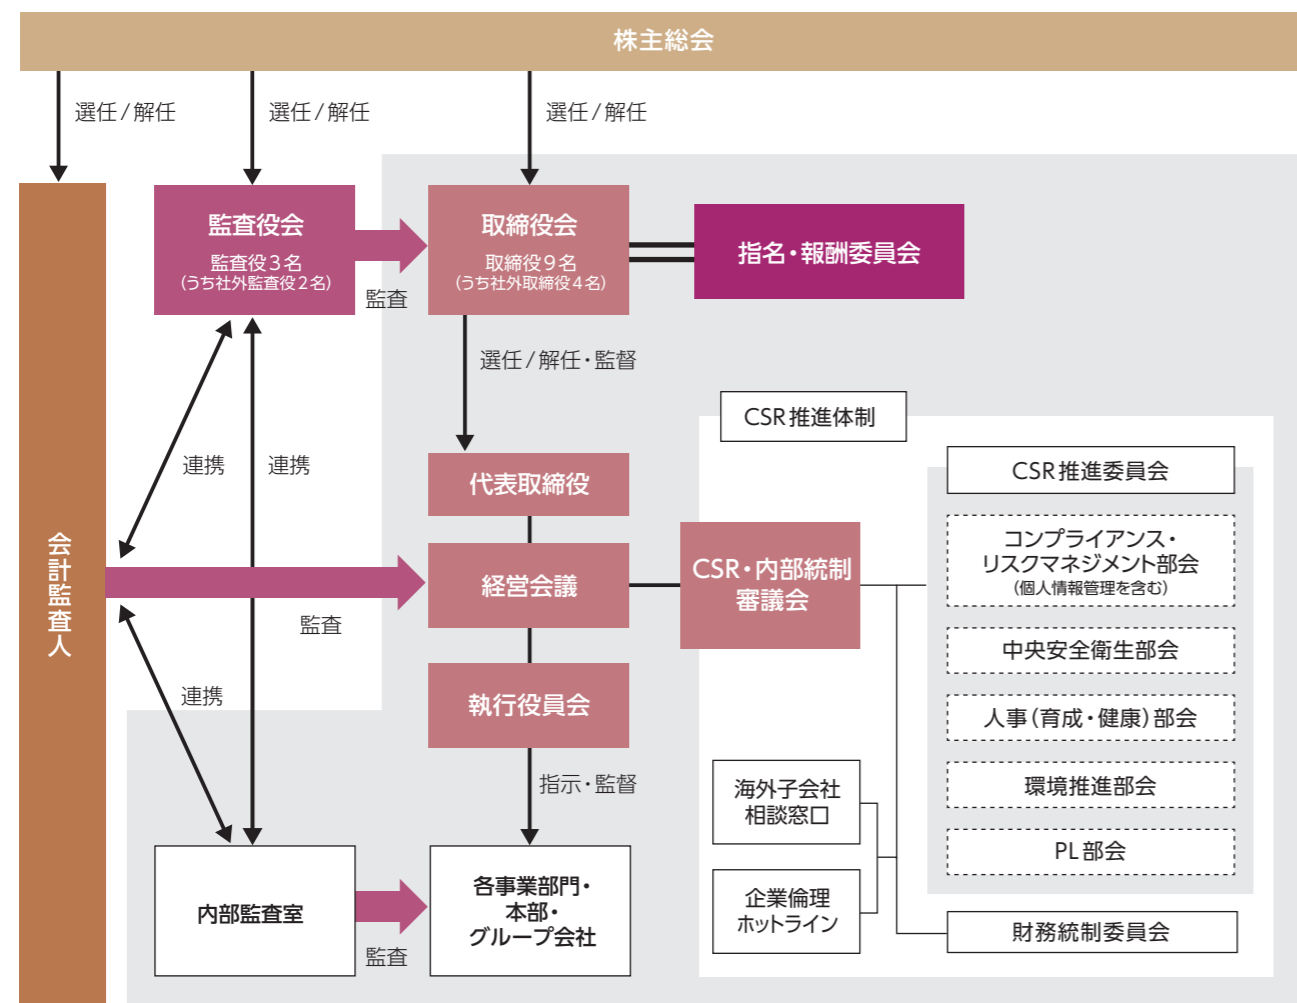 株主総会
選任/解任
選任/解任
選任/解任
監査役会
監査役3名
(うち社外監査役2名)
監査
取締役会
取締役9名
(うち社外取締役4名)
指名・報酬委員会
選任/解任・監督
連携
連携
代表取締役
CSR推進体制
CSR推進委員会
コンプライアンス・
リスクマネジメント部会
(個人情報管理を含む)
会計監査人
監査
経営会議
CSR・内部統制
審議会
中央安全衛生部会
連携
執行役員会
人事(育成・健康)部会
指示・監督
海外子会社
相談窓口
環境推進部会
PL部会
内部監査室
監査
各事業部門・
本部・
グループ会社
企業倫理
ホットライン
財務統制委員会